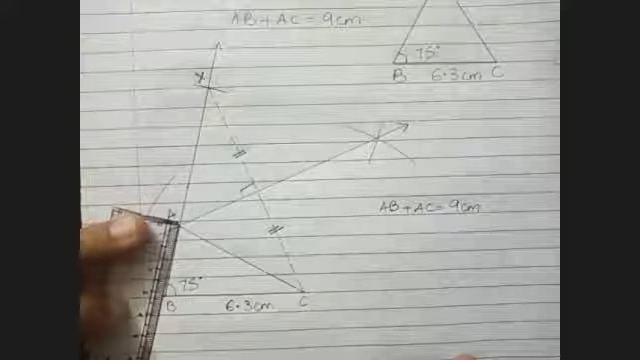 AB + AC = 9cm
75°
B 6.3cm C
X
AB + AC = 9cm
A
75°
B 6.3cm C